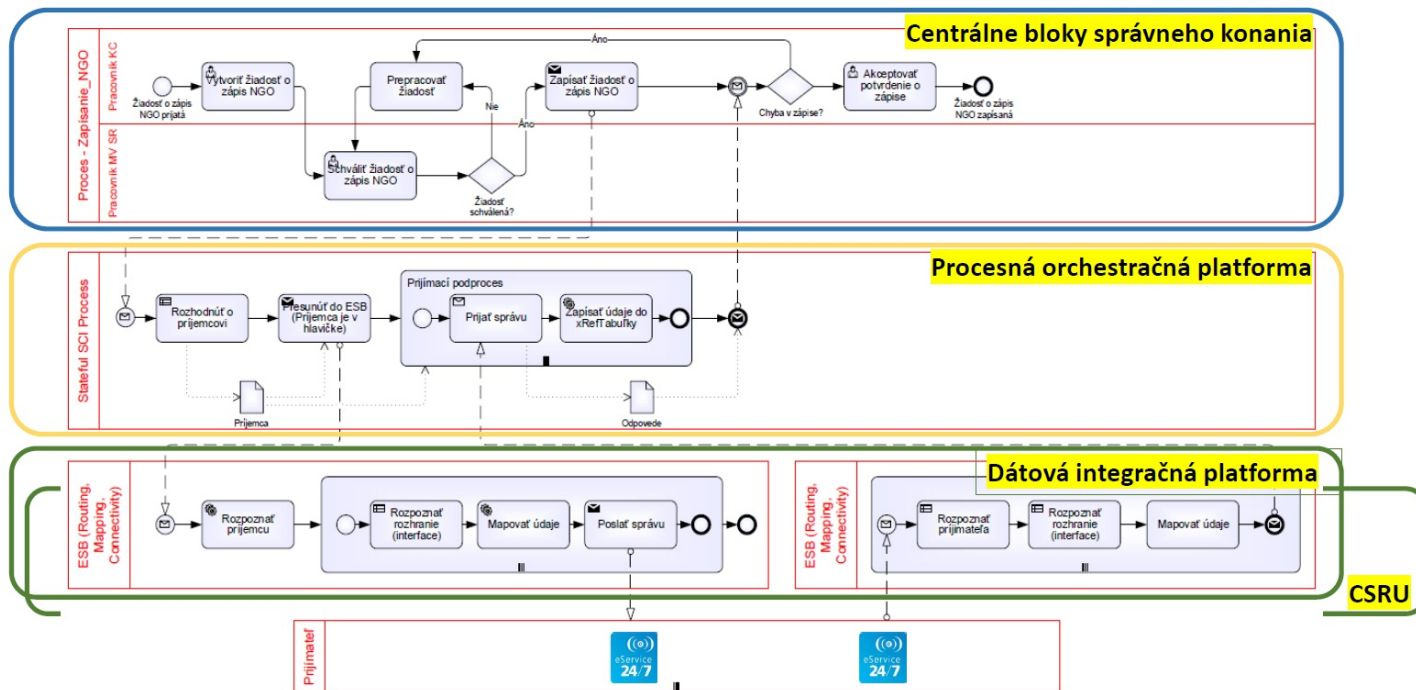 Centrálne bloky správneho konania
Proces - Zapisanie_NGO
Pracovník KC
Pracovník MV SR
Žiadosť o zápis
NGO prijatá
Vytvoriť žiadosť o
zápis NGO
Prepracovať
žiadosť
Áno
Nie
Áno
Zapísať žiadosť o
zápis NGO
Chyba v zápise?
Akceptovať
potvrdenie o
zápise
Žiadosť o zápis
NGO zapísaná
Schváliť žiadosť o
zápis NGO
Žiadosť
schválená?
Procesná orchestračná platforma
Stateful SCI Process
Rozhodnúť o
príjemcovi
Presunúť do ESB
(Príjemca je v
hlavičke)
Prijímací podproces
Prijať správu
Zapísať údaje do
xRefTabuľky
Príjemca
Odpovede
Dátová integračná platforma
ESB (Routing,
Mapping,
Connectivity)
Rozpoznať
príjemcu
Rozpoznať
rozhranie
(interface)
Mapovať údaje
Poslať správu
ESB (Routing,
Mapping,
Connectivity)
Rozpoznať
prijímateľa
Rozpoznať
rozhranie
(interface)
Mapovať údaje
CSRU
Prijímateľ
eService
24/7
eService
24/7